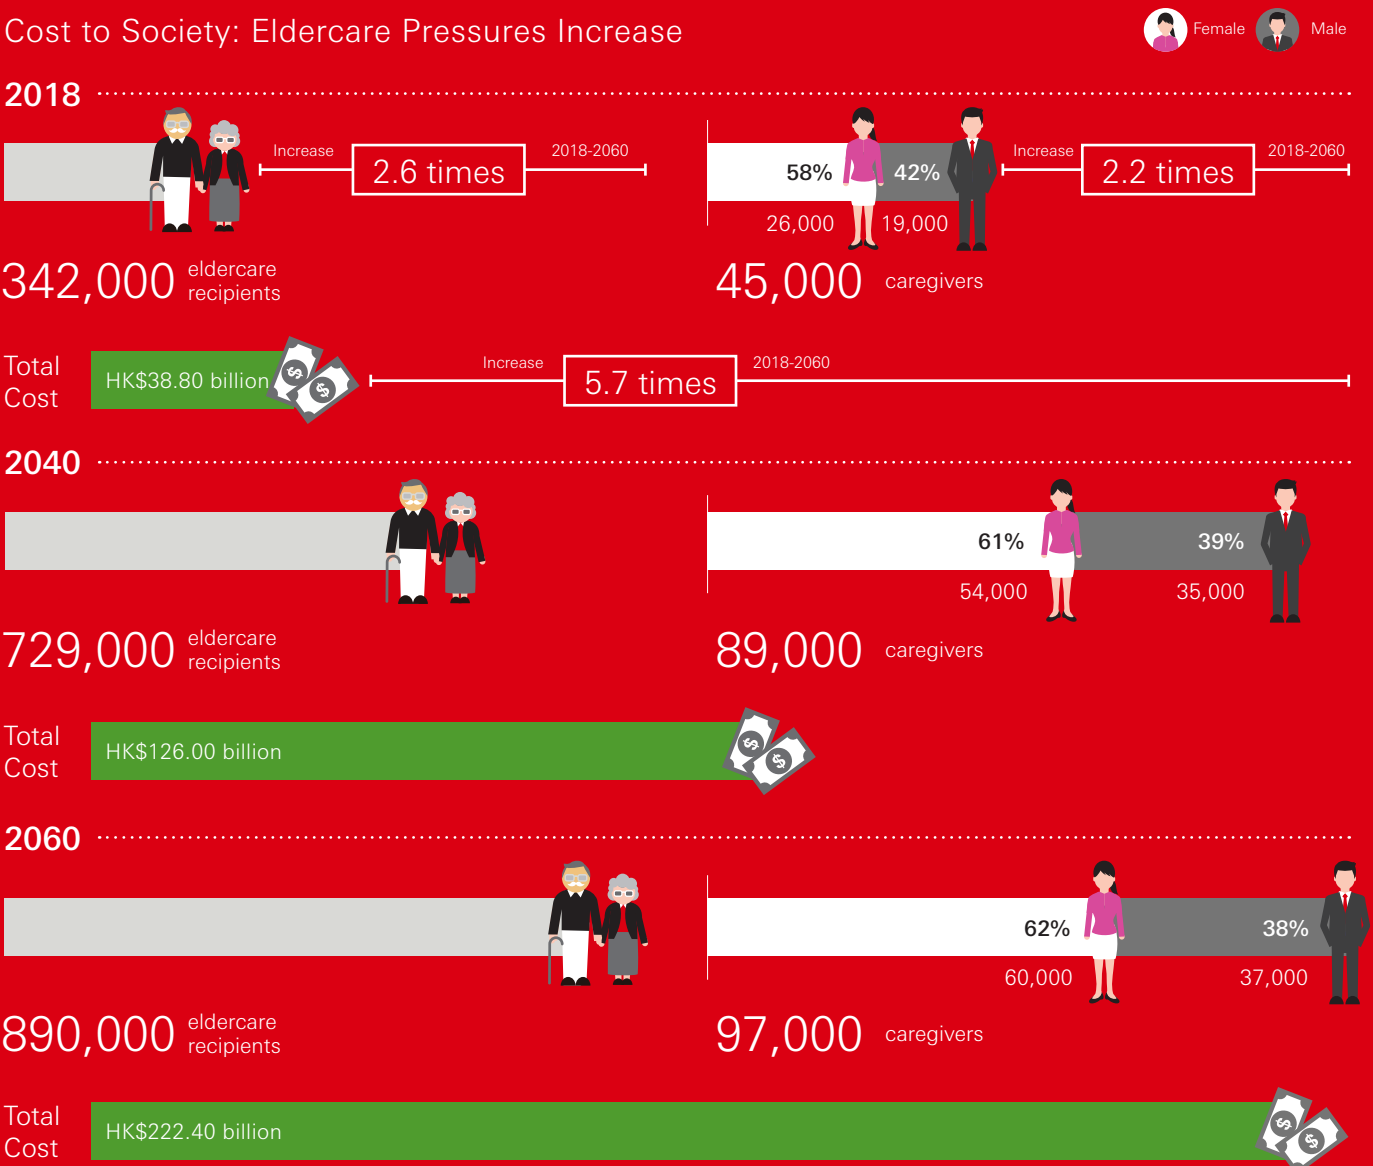 Cost to Society: Eldercare Pressures Increase
Female
Male
2018
Increase
2.6 times
2018-2060
58%
42%
Increase
2.2 times
2018-2060
26,000
19,000
342,000 eldercare
recipients
45,000 caregivers
Total
Cost
HK$38.80 billion
$
$
Increase
5.7 times
2018-2060
2040
61%
39%
54,000
35,000
729,000 eldercare
recipients
89,000 caregivers
Total
Cost
HK$126.00 billion
$
$
2060
62%
38%
60,000
37,000
890,000 eldercare
recipients
97,000 caregivers
Total
Cost
HK$222.40 billion
$
$